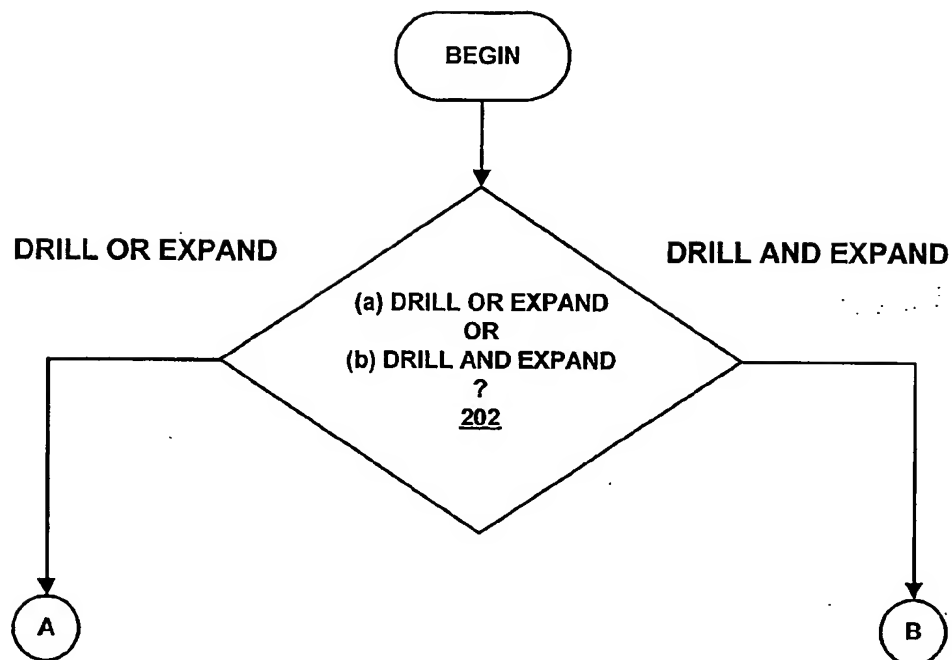 BEGIN
DRILL OR EXPAND
DRILL AND EXPAND
(a) DRILL OR EXPAND
OR
(b) DRILL AND EXPAND
?
202
A
B